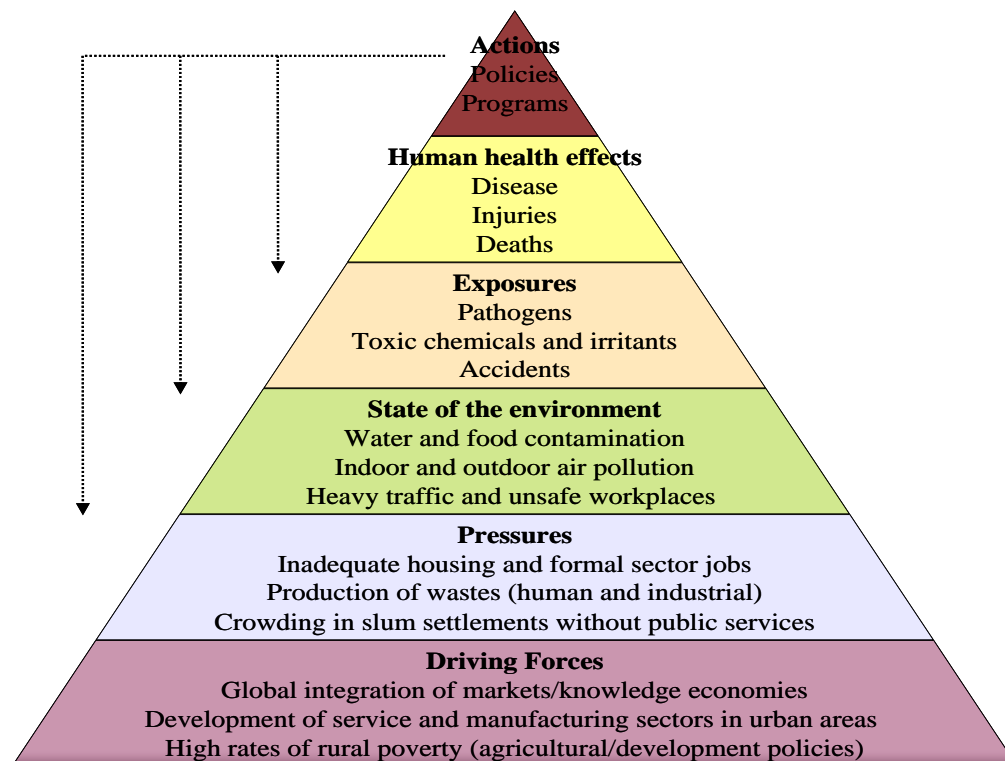 Actions
Policies
Programs
Human health effects
Disease
Injuries
Deaths
Exposures
Pathogens
Toxic chemicals and irritants
Accidents
State of the environment
Water and food contamination
Indoor and outdoor air pollution
Heavy traffic and unsafe workplaces
Pressures
Inadequate housing and formal sector jobs
Production of wastes (human and industrial)
Crowding in slum settlements without public services
Driving Forces
Global integration of markets/knowledge economies
Development of service and manufacturing sectors in urban areas
High rates of rural poverty (agricultural/development policies)